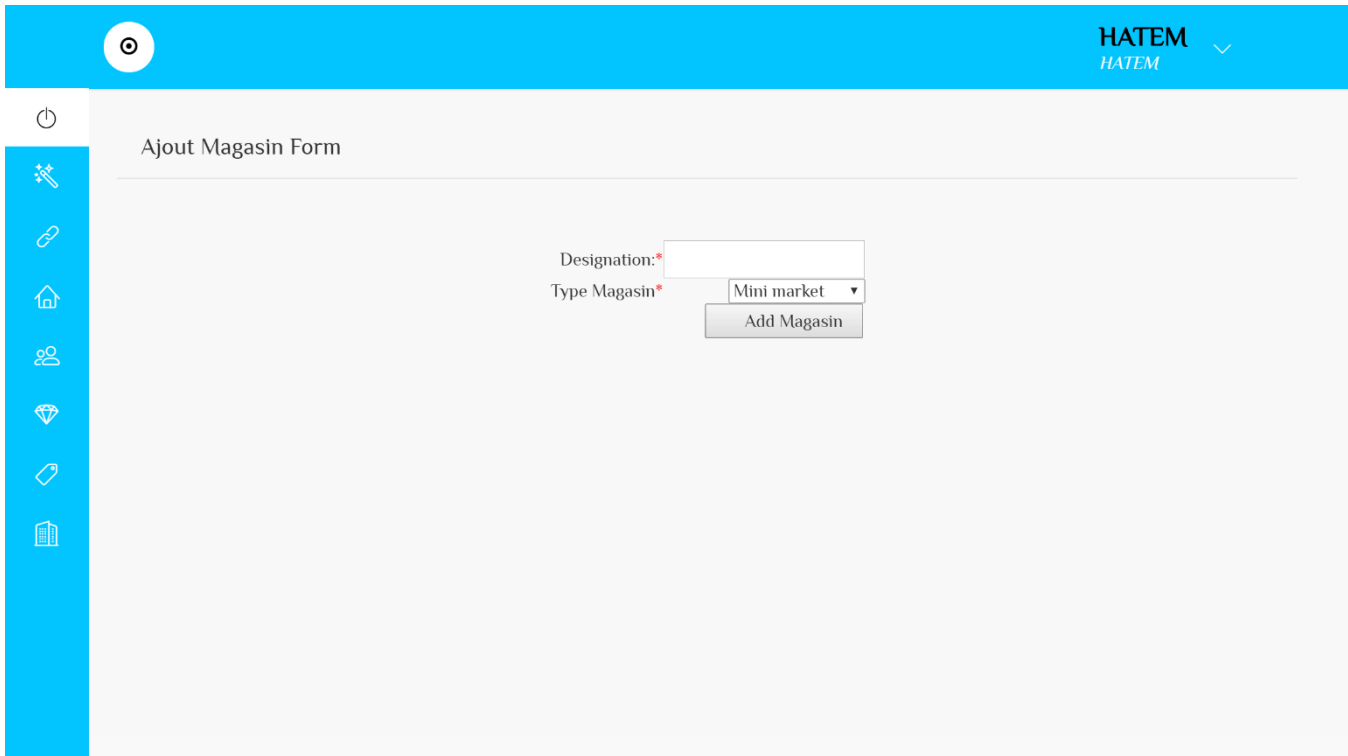 HATEM
HATEM
Ajout Magasin Form
Designation:*
Type Magasin* Mini market
Add Magasin